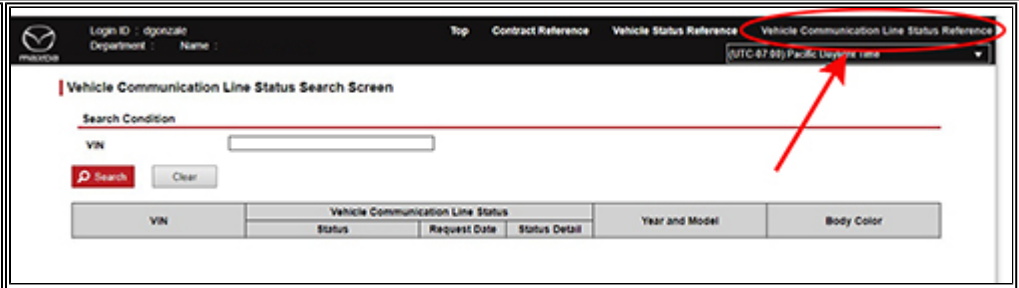 Login ID : dgonzale Top Contract Reference Vehicle Status Reference Vehicle Communication Line Status Reference
Department : Name :
mazda (UTC-07:00) Pacific Daylight Time
Vehicle Communication Line Status Search Screen
Search Condition
VIN
Search Clear
VIN Vehicle Communication Line Status Year and Model Body Color
Status Request Date Status Detail